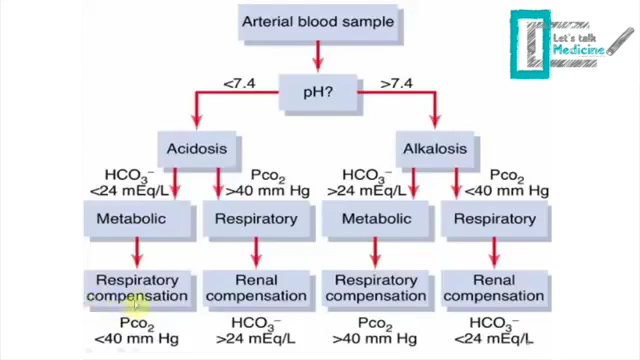 Arterial blood sample
Let's talk
Medicine
<7.4
pH?
>7.4
Acidosis
Alkalosis
HCO₃⁻
<24 mEq/L
Pco₂
>40 mm Hg
HCO₃⁻
>24 mEq/L
Pco₂
<40 mm Hg
Metabolic
Respiratory
Metabolic
Respiratory
Respiratory
compensation
Renal
compensation
Respiratory
compensation
Renal
compensation
Pco₂
<40 mm Hg
HCO₃⁻
>24 mEq/L
Pco₂
>40 mm Hg
HCO₃⁻
<24 mEq/L